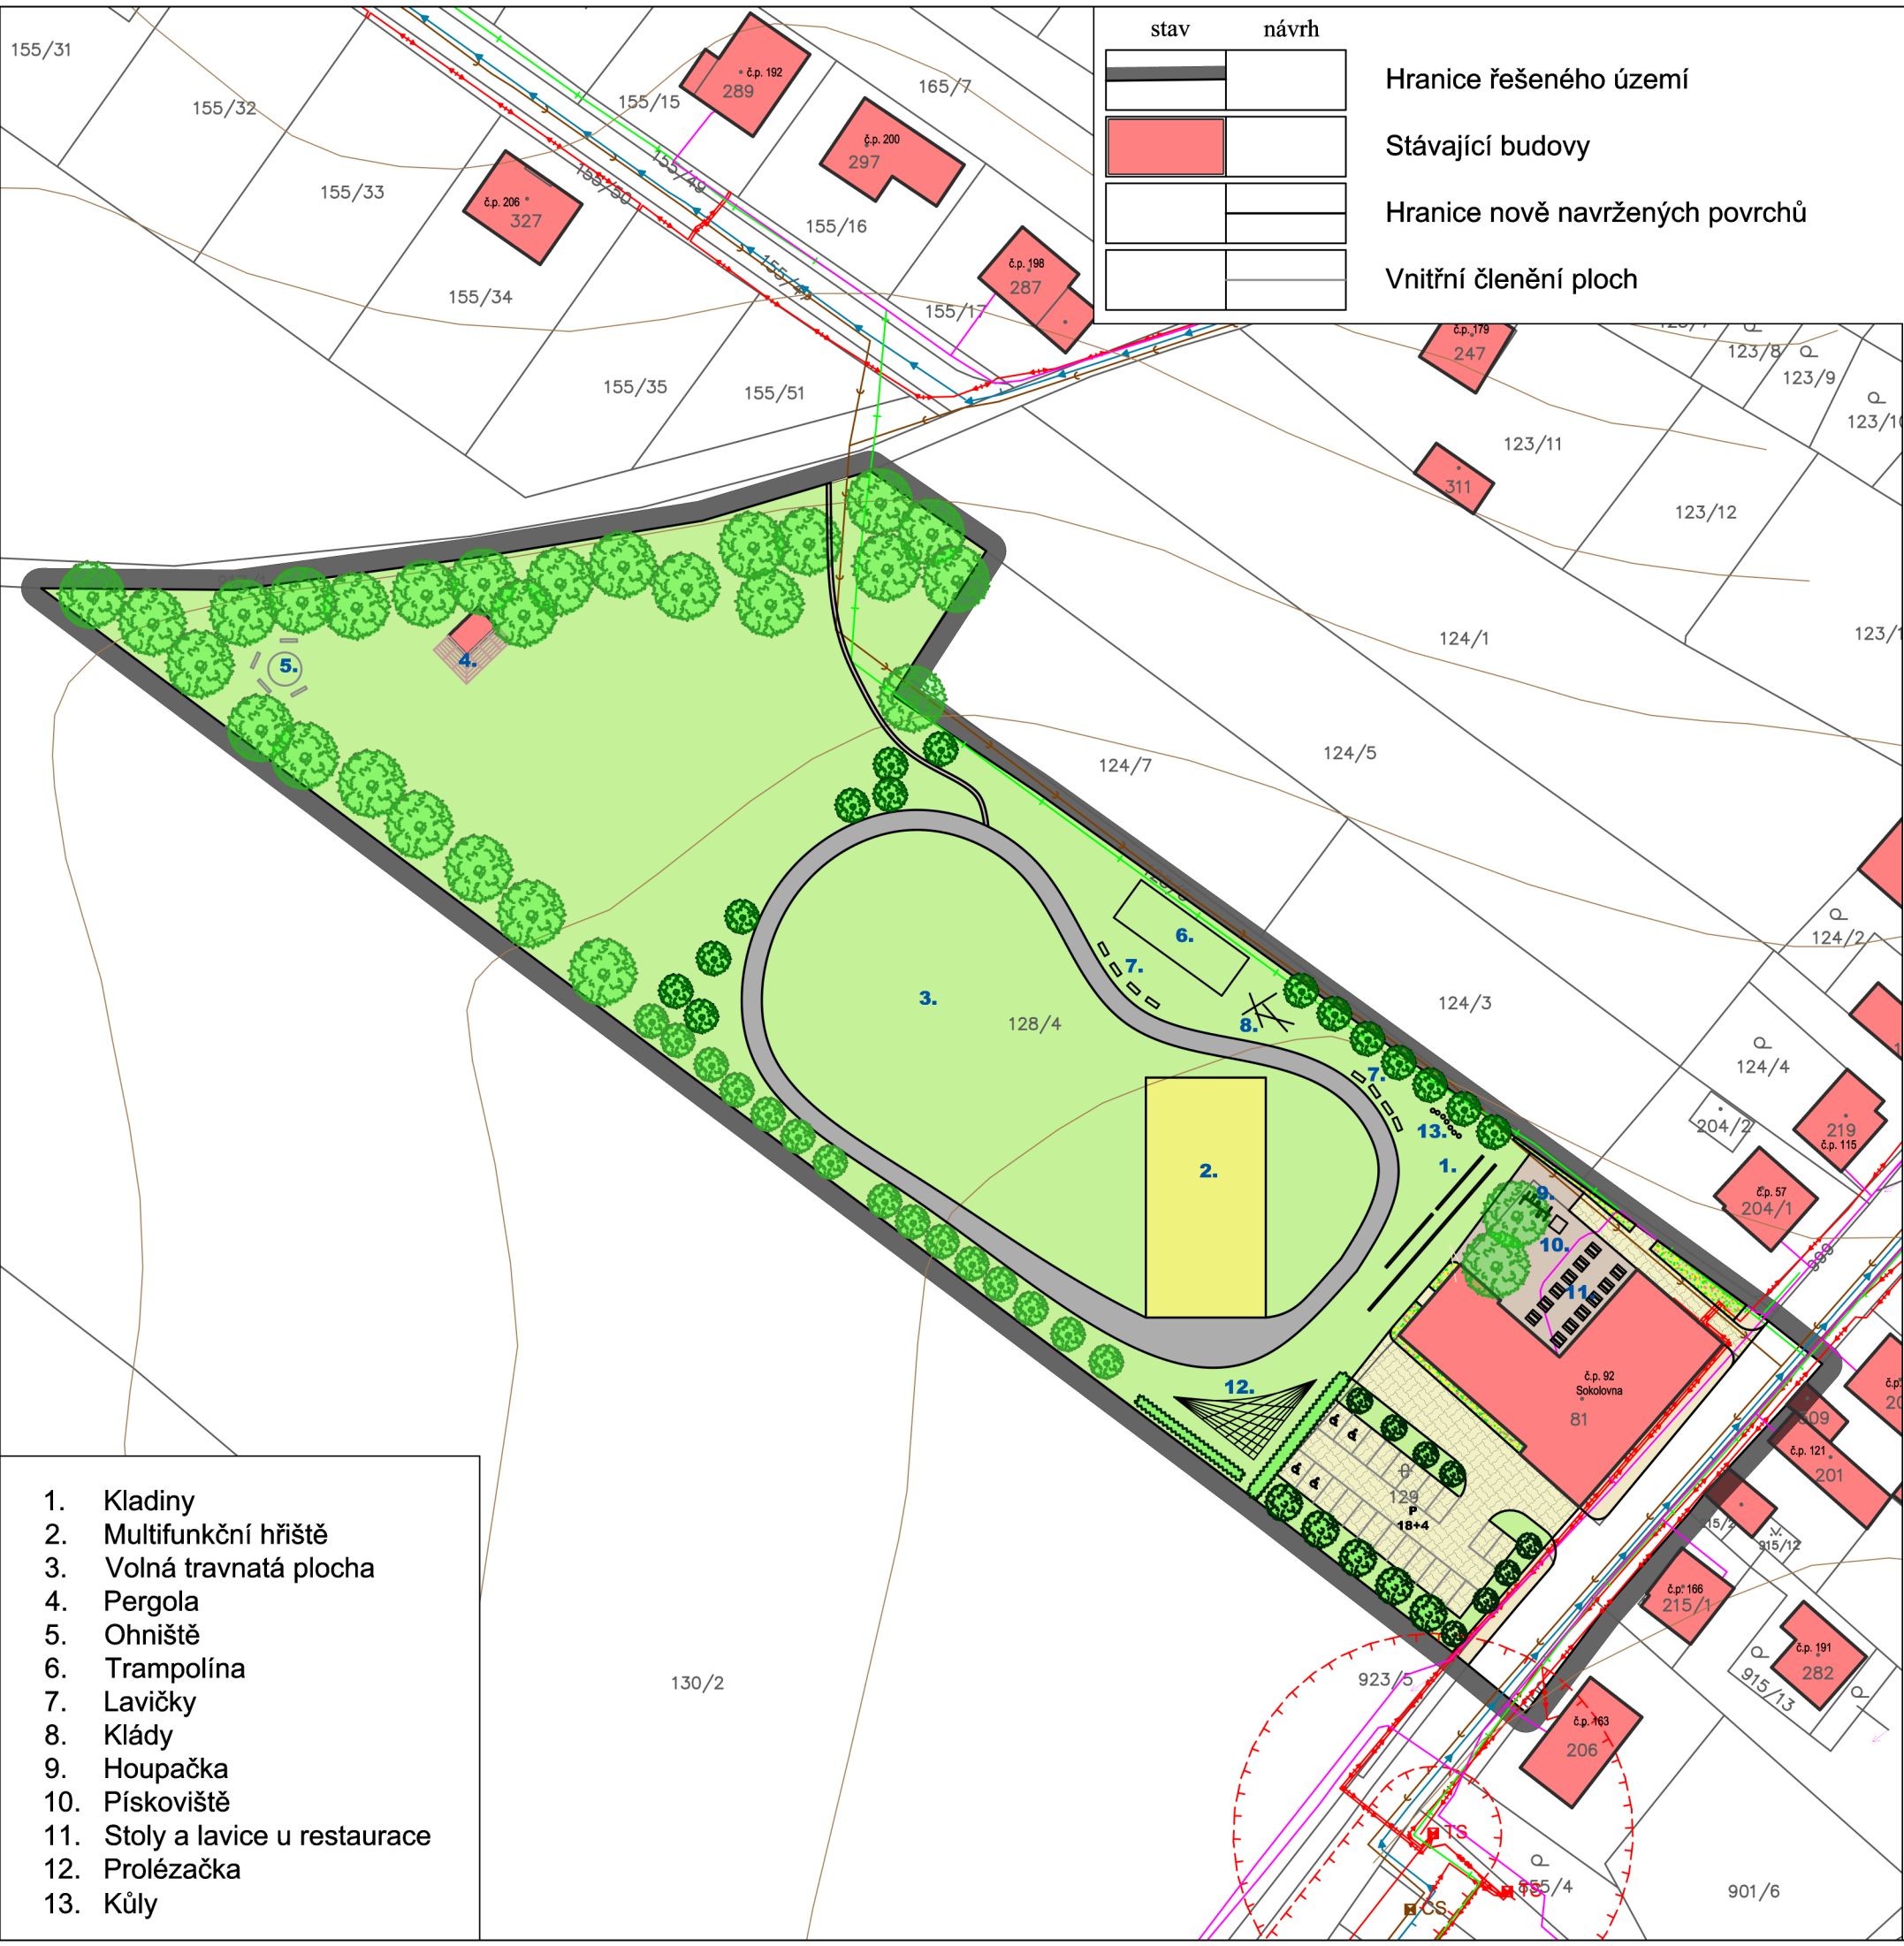 stav návrh
Hranice řešeného území
Stávající budovy
Hranice nově navržených povrchů
Vnitřní členění ploch
155/31
155/32
155/33
155/34
155/35
155/51
155/15
155/49
155/50
155/16
155/17
165/7
č.p. 192
289
č.p. 200
297
č.p. 206
327
č.p. 198
287
č.p. 179
247
123/8
123/9
123/11
311
123/12
124/1
124/5
124/7
124/3
124/2
124/4
204/2
219
č.p. 115
č.p. 57
204/1
999
5.
4.
6.
7.
3.
128/4
8.
7.
13.
1.
2.
9.
10.
11.
12.
č.p. 92
Sokolovna
81
129
P
18+4
č.p. 121
201
915/12
č.p. 166
215/1
č.p. 191
282
915/13
č.p. 163
206
923/5
130/2
TS
TS
CS
901/6
1. Kladiny
2. Multifunkční hřiště
3. Volná travnatá plocha
4. Pergola
5. Ohniště
6. Trampolína
7. Lavičky
8. Klády
9. Houpačka
10. Pískoviště
11. Stoly a lavice u restaurace
12. Prolézačka
13. Kůly